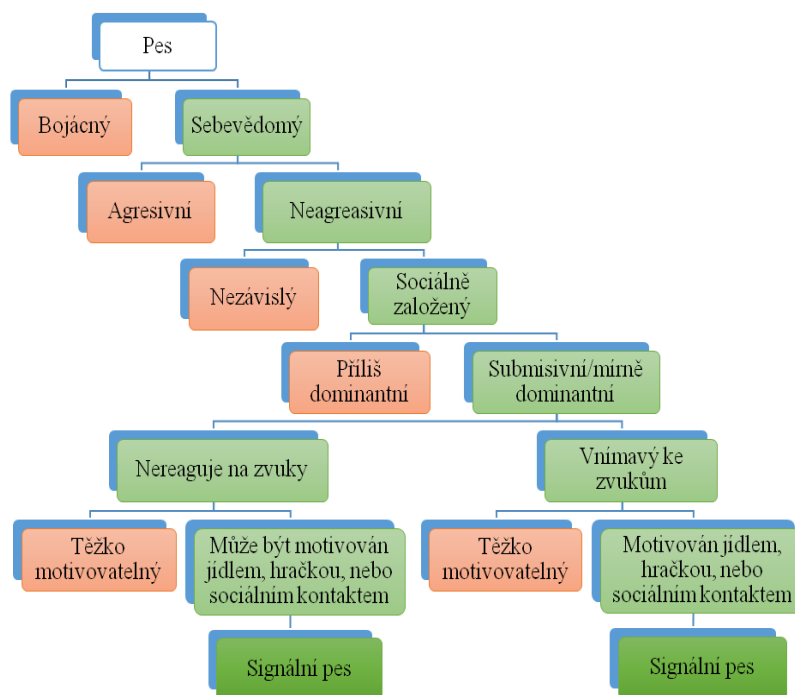 Pes
Bojácný
Sebevědomý
Agresivní
Neagreasivní
Nezávislý
Sociálně
založený
Příliš
dominantní
Submisivní/mírně
dominantní
Nereaguje na zvuky
Vnímavý ke
zvukům
Těžko
motivovatelný
Může být motivován
jídlem, hračkou, nebo
sociálním kontaktem
Těžko
motivovatelný
Motivován jídlem,
hračkou, nebo
sociálním kontaktem
Signální pes
Signální pes